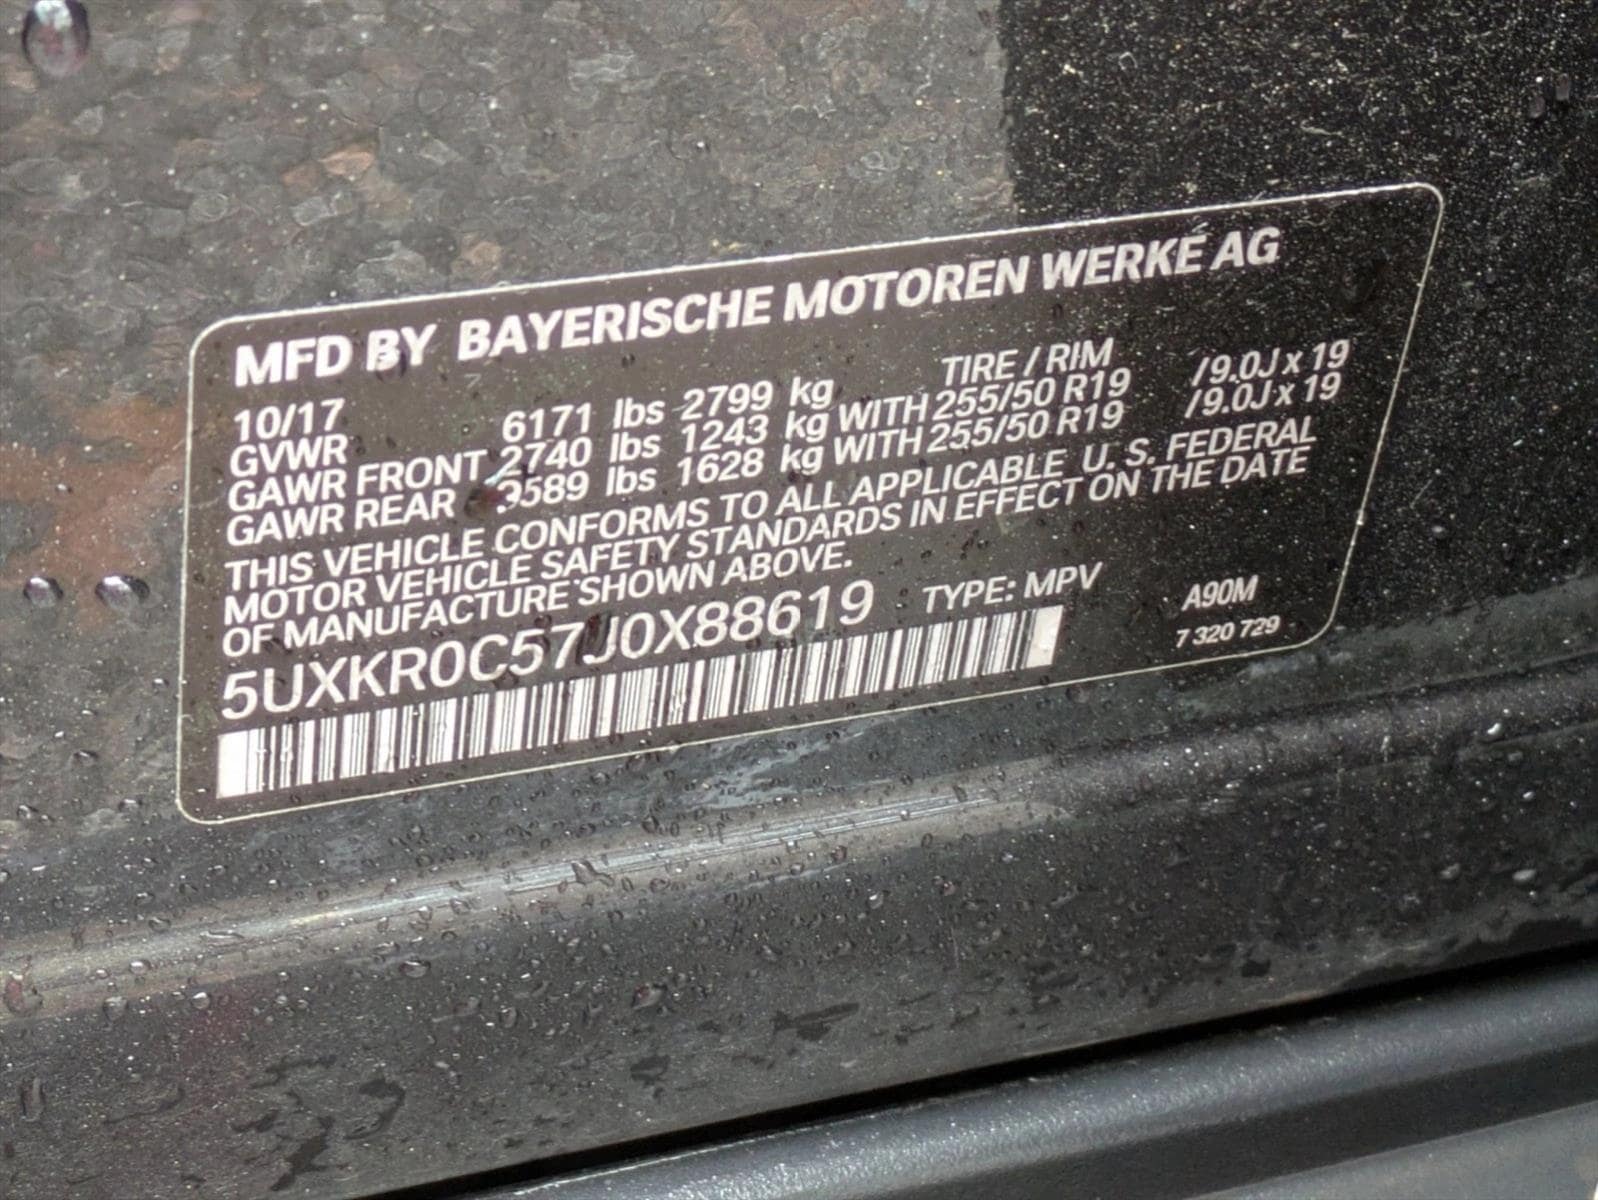 MFD BY BAYERISCHE MOTOREN WERKE AG
10/17 TIRE / RIM
GVWR 6171 lbs 2799 kg
GAWR FRONT 2740 lbs 1243 kg WITH 255/50 R19 /9.0J x 19
GAWR REAR 3589 lbs 1628 kg WITH 255/50 R19 /9.0J x 19
THIS VEHICLE CONFORMS TO ALL APPLICABLE U. S. FEDERAL
MOTOR VEHICLE SAFETY STANDARDS IN EFFECT ON THE DATE
OF MANUFACTURE SHOWN ABOVE.
5UXKR0C57J0X88619 TYPE: MPV A90M
7 320 729